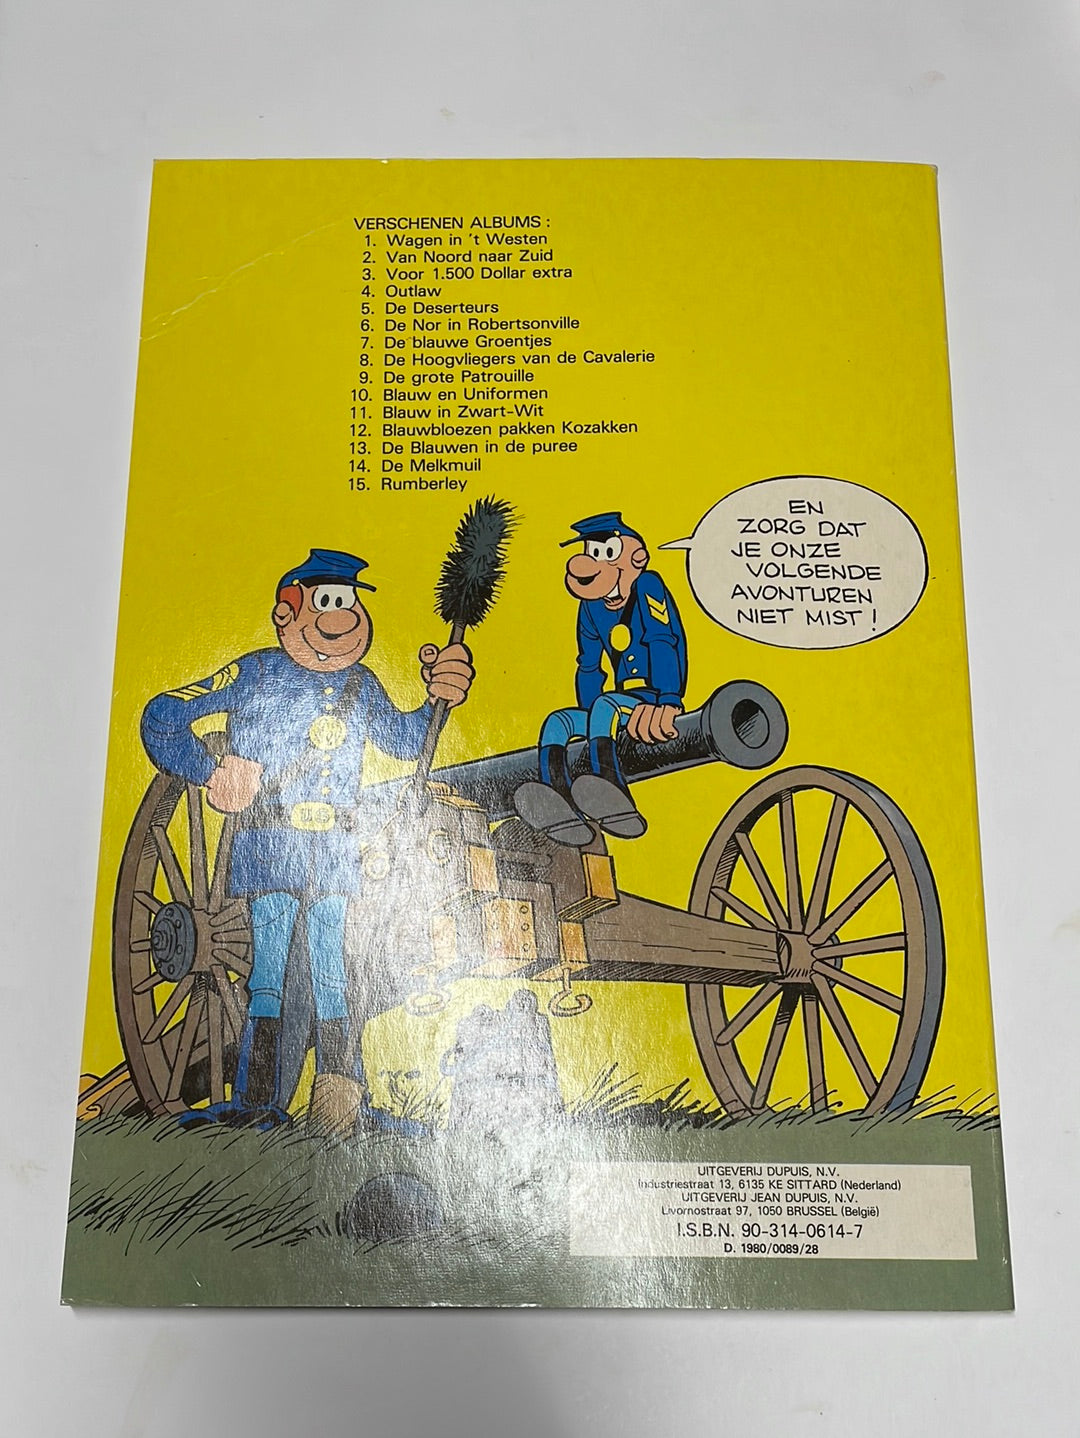 VERSCHENEN ALBUMS :
1. Wagen in 't Westen
2. Van Noord naar Zuid
3. Voor 1.500 Dollar extra
4. Outlaw
5. De Deserteurs
6. De Nor in Robertsonville
7. De blauwe Groentjes
8. De Hoogvliegers van de Cavalerie
9. De grote Patrouille
10. Blauw en Uniformen
11. Blauw in Zwart-Wit
12. Blauwbloezen pakken Kozakken
13. De Blauwen in de puree
14. De Melkmuil
15. Rumberley
EN
ZORG DAT
JE ONZE
VOLGENDE
AVONTUREN
NIET MIST !
US
UITGEVERIJ DUPUIS, N.V.
Industriestraat 13, 6135 KE SITTARD (Nederland)
UITGEVERIJ JEAN DUPUIS, N.V.
Livornostraat 97, 1050 BRUSSEL (België)
I.S.B.N. 90-314-0614-7
D. 1980/0089/28